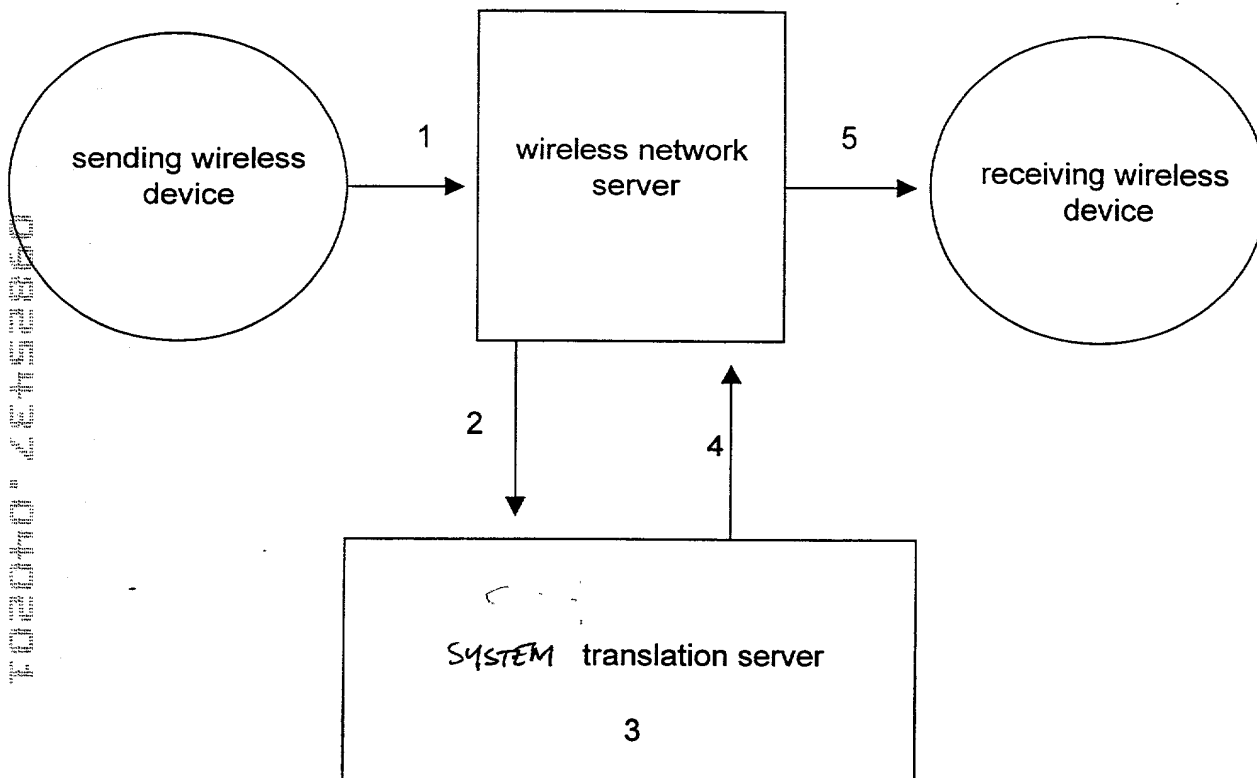 sending wireless
device
1
wireless network
server
5
receiving wireless
device
2
4
SYSTEM translation server
3